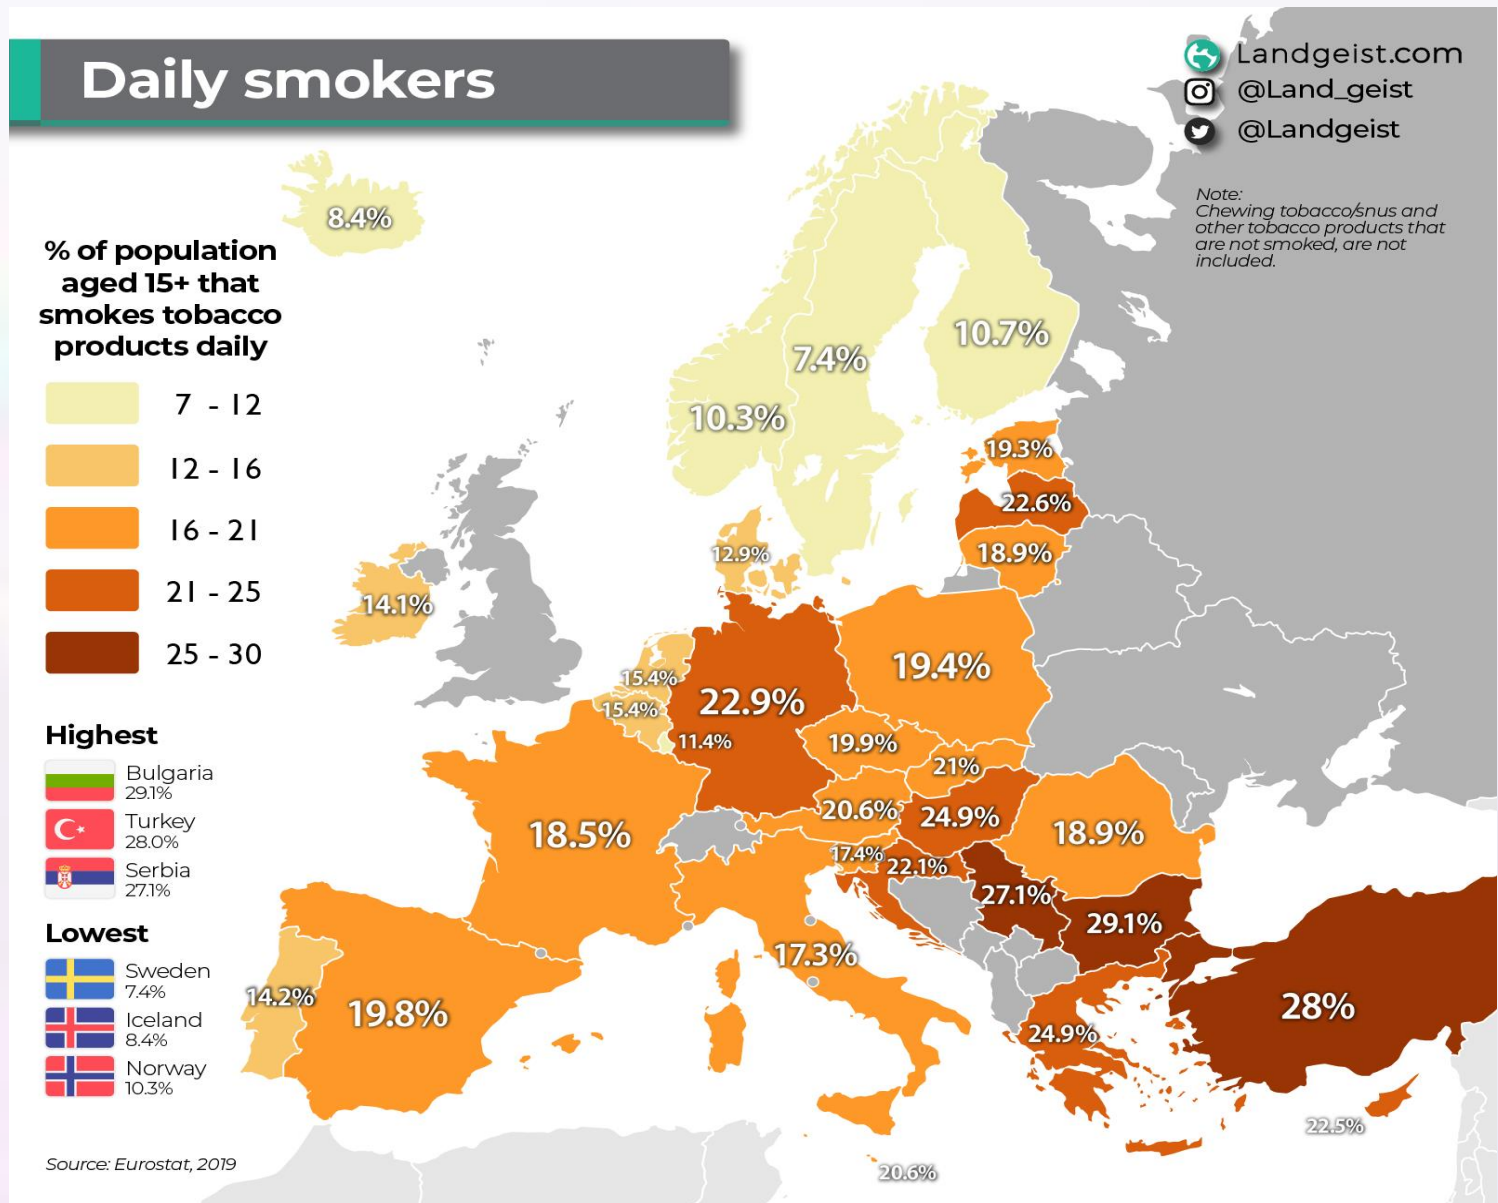 Daily smokers
Landgeist.com
@Land_geist
@Landgeist
Note:
Chewing tobacco/snus and
other tobacco products that
are not smoked, are not
included.
% of population
aged 15+ that
smokes tobacco
products daily
7 - 12
12 - 16
16 - 21
21 - 25
25 - 30
Highest
Bulgaria
29.1%
Turkey
28.0%
Serbia
27.1%
Lowest
Sweden
7.4%
Iceland
8.4%
Norway
10.3%
Source: Eurostat, 2019
8.4%
10.7%
7.4%
10.3%
19.3%
22.6%
18.9%
12.9%
14.1%
19.4%
15.4%
22.9%
15.4%
11.4%
19.9%
21%
20.6%
24.9%
18.5%
18.9%
17.4%
22.1%
27.1%
29.1%
17.3%
14.2%
19.8%
28%
24.9%
22.5%
20.6%